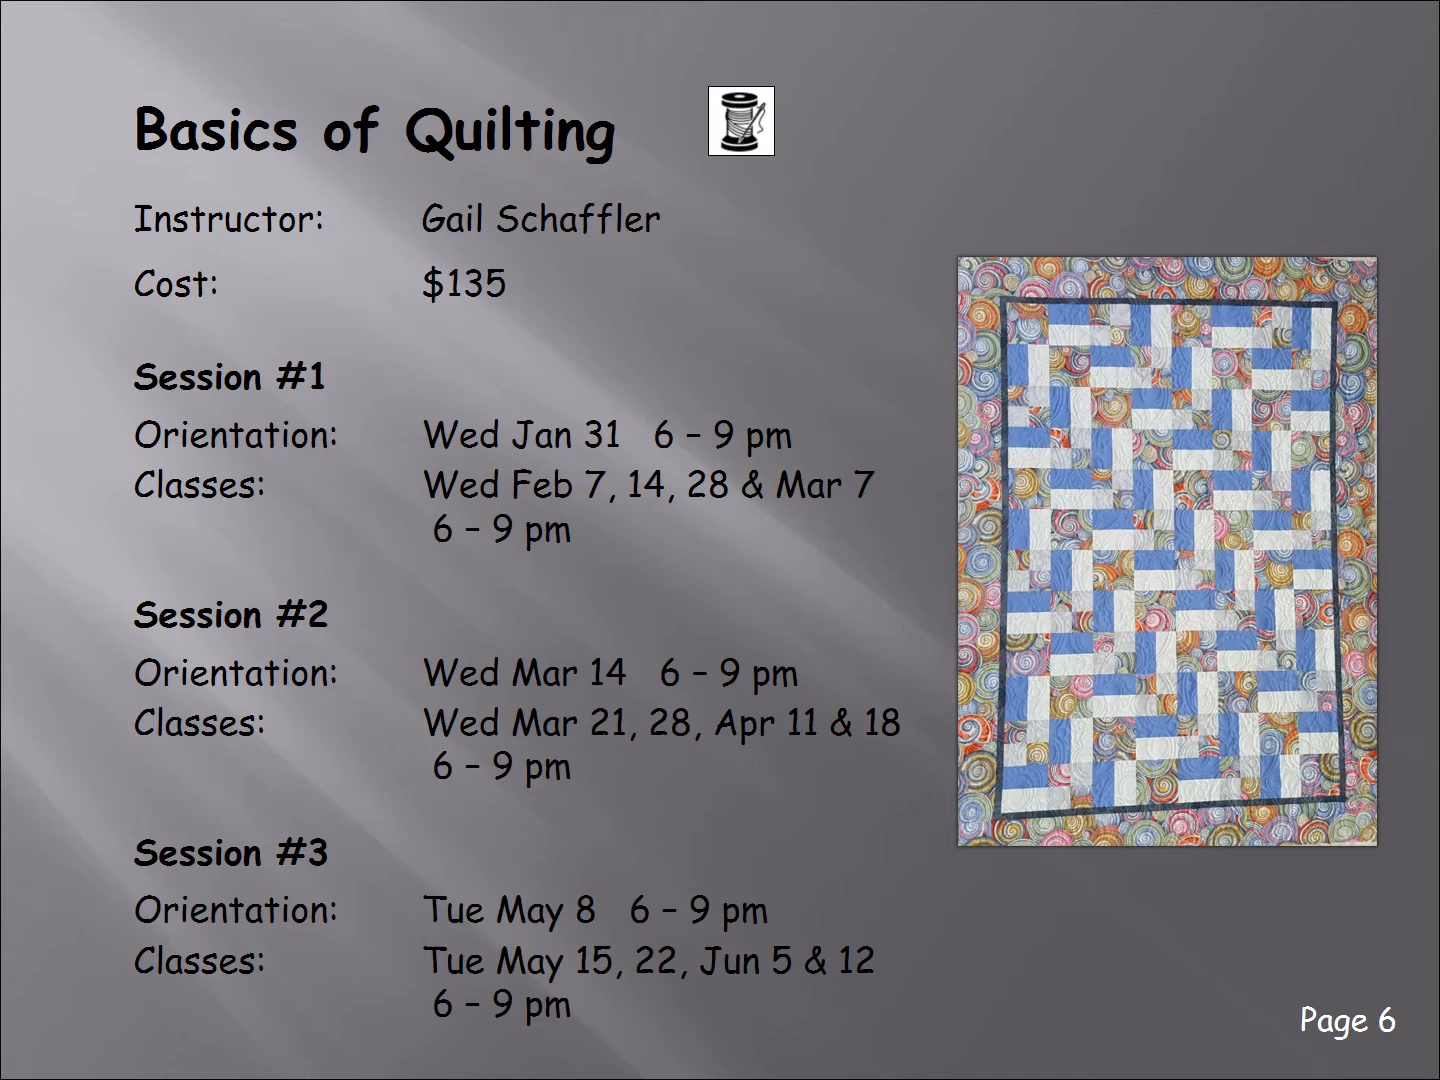 Basics of Quilting
Instructor: Gail Schaffler
Cost: $135
Session #1
Orientation: Wed Jan 31 6 – 9 pm
Classes: Wed Feb 7, 14, 28 & Mar 7
6 – 9 pm
Session #2
Orientation: Wed Mar 14 6 – 9 pm
Classes: Wed Mar 21, 28, Apr 11 & 18
6 – 9 pm
Session #3
Orientation: Tue May 8 6 – 9 pm
Classes: Tue May 15, 22, Jun 5 & 12
6 – 9 pm
Page 6